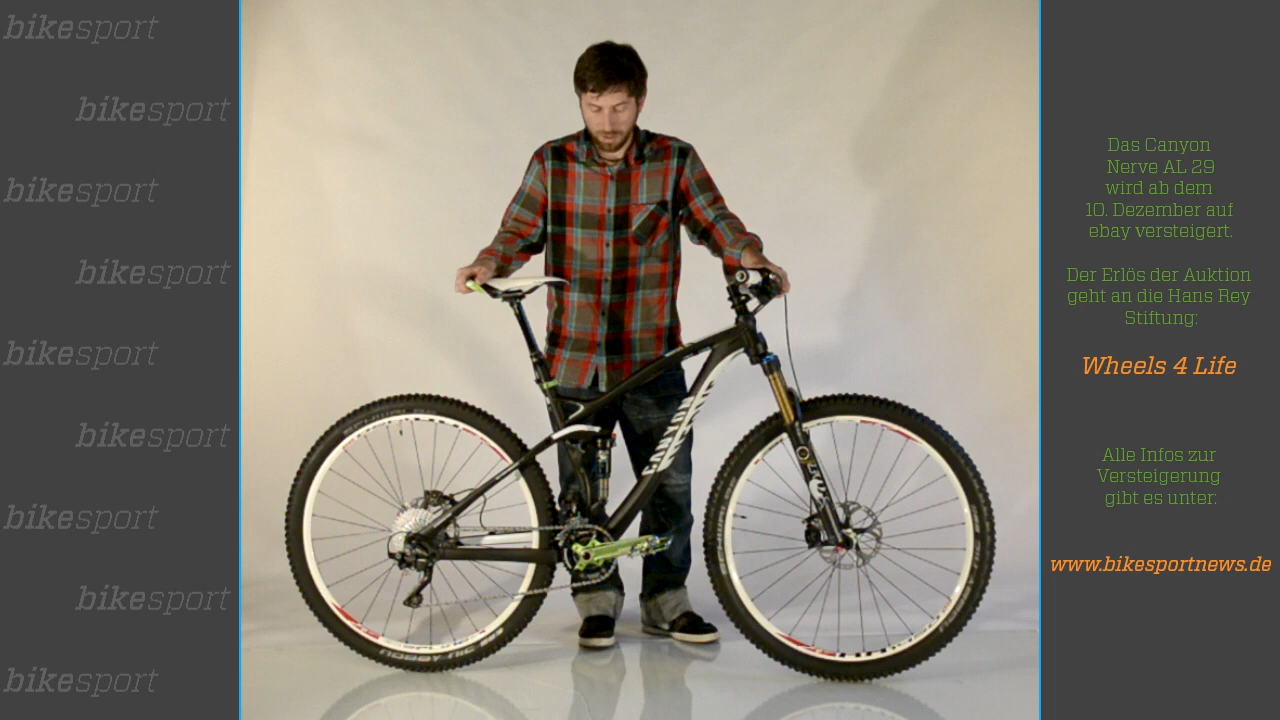 bikesport
bikesport
bikesport
bikesport
bikesport
bikesport
bikesport
bikesport
bikesport
CANYON
NOBBY NIC
Das Canyon
Nerve AL 29
wird ab dem
10. Dezember auf
ebay versteigert.
Der Erlös der Auktion
geht an die Hans Rey
Stiftung:
Wheels 4 Life
Alle Infos zur
Versteigerung
gibt es unter:
www.bikesportnews.de